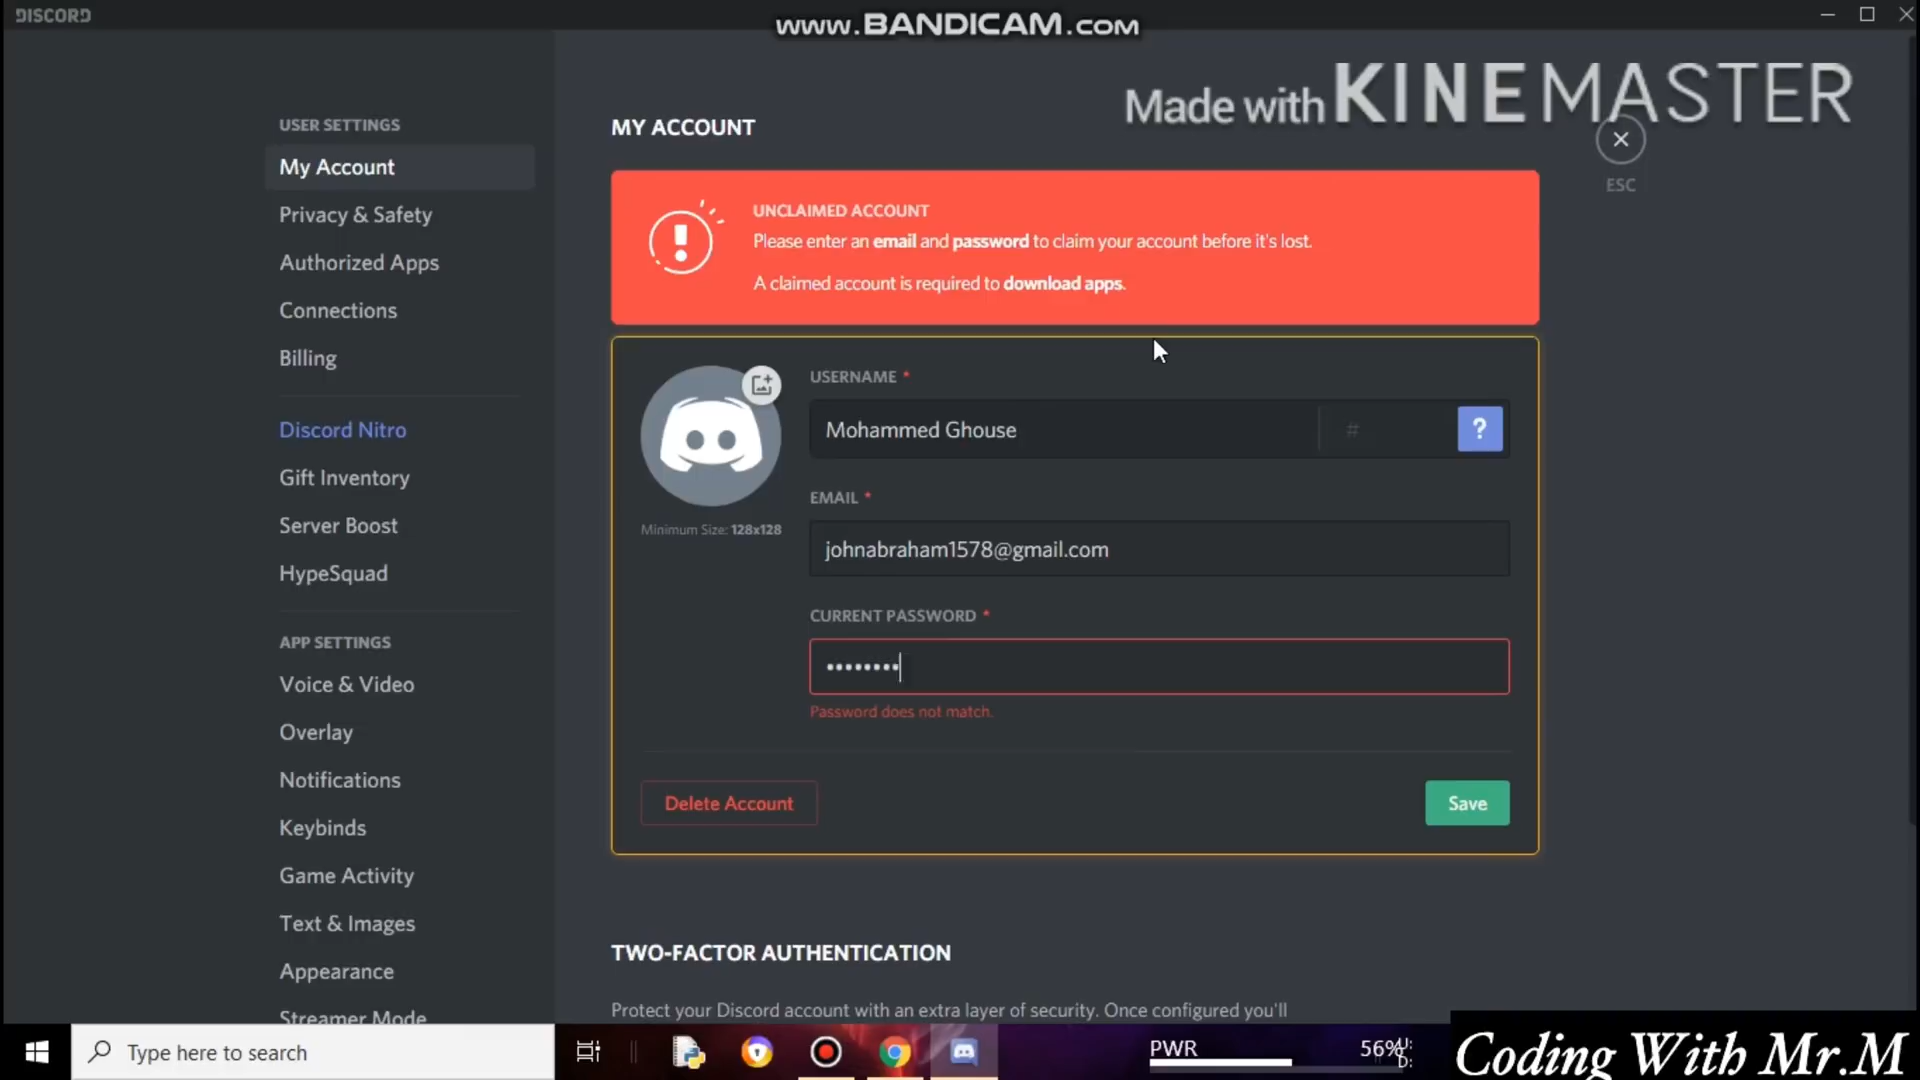 DISCORD
www.BANDICAM.com
Made with KINEMASTER
USER SETTINGS
My Account
Privacy & Safety
Authorized Apps
Connections
Billing
Discord Nitro
Gift Inventory
Server Boost
HypeSquad
APP SETTINGS
Voice & Video
Overlay
Notifications
Keybinds
Game Activity
Text & Images
Appearance
Streamer Mode
MY ACCOUNT
ESC
UNCLAIMED ACCOUNT
Please enter an email and password to claim your account before it's lost.
A claimed account is required to download apps.
Minimum Size: 128x128
USERNAME *
Mohammed Ghouse #
?
EMAIL *
johnabraham1578@gmail.com
CURRENT PASSWORD *
••••••••
Password does not match.
Delete Account
Save
TWO-FACTOR AUTHENTICATION
Protect your Discord account with an extra layer of security. Once configured you'll
Type here to search
PWR 56%
Coding With Mr.M